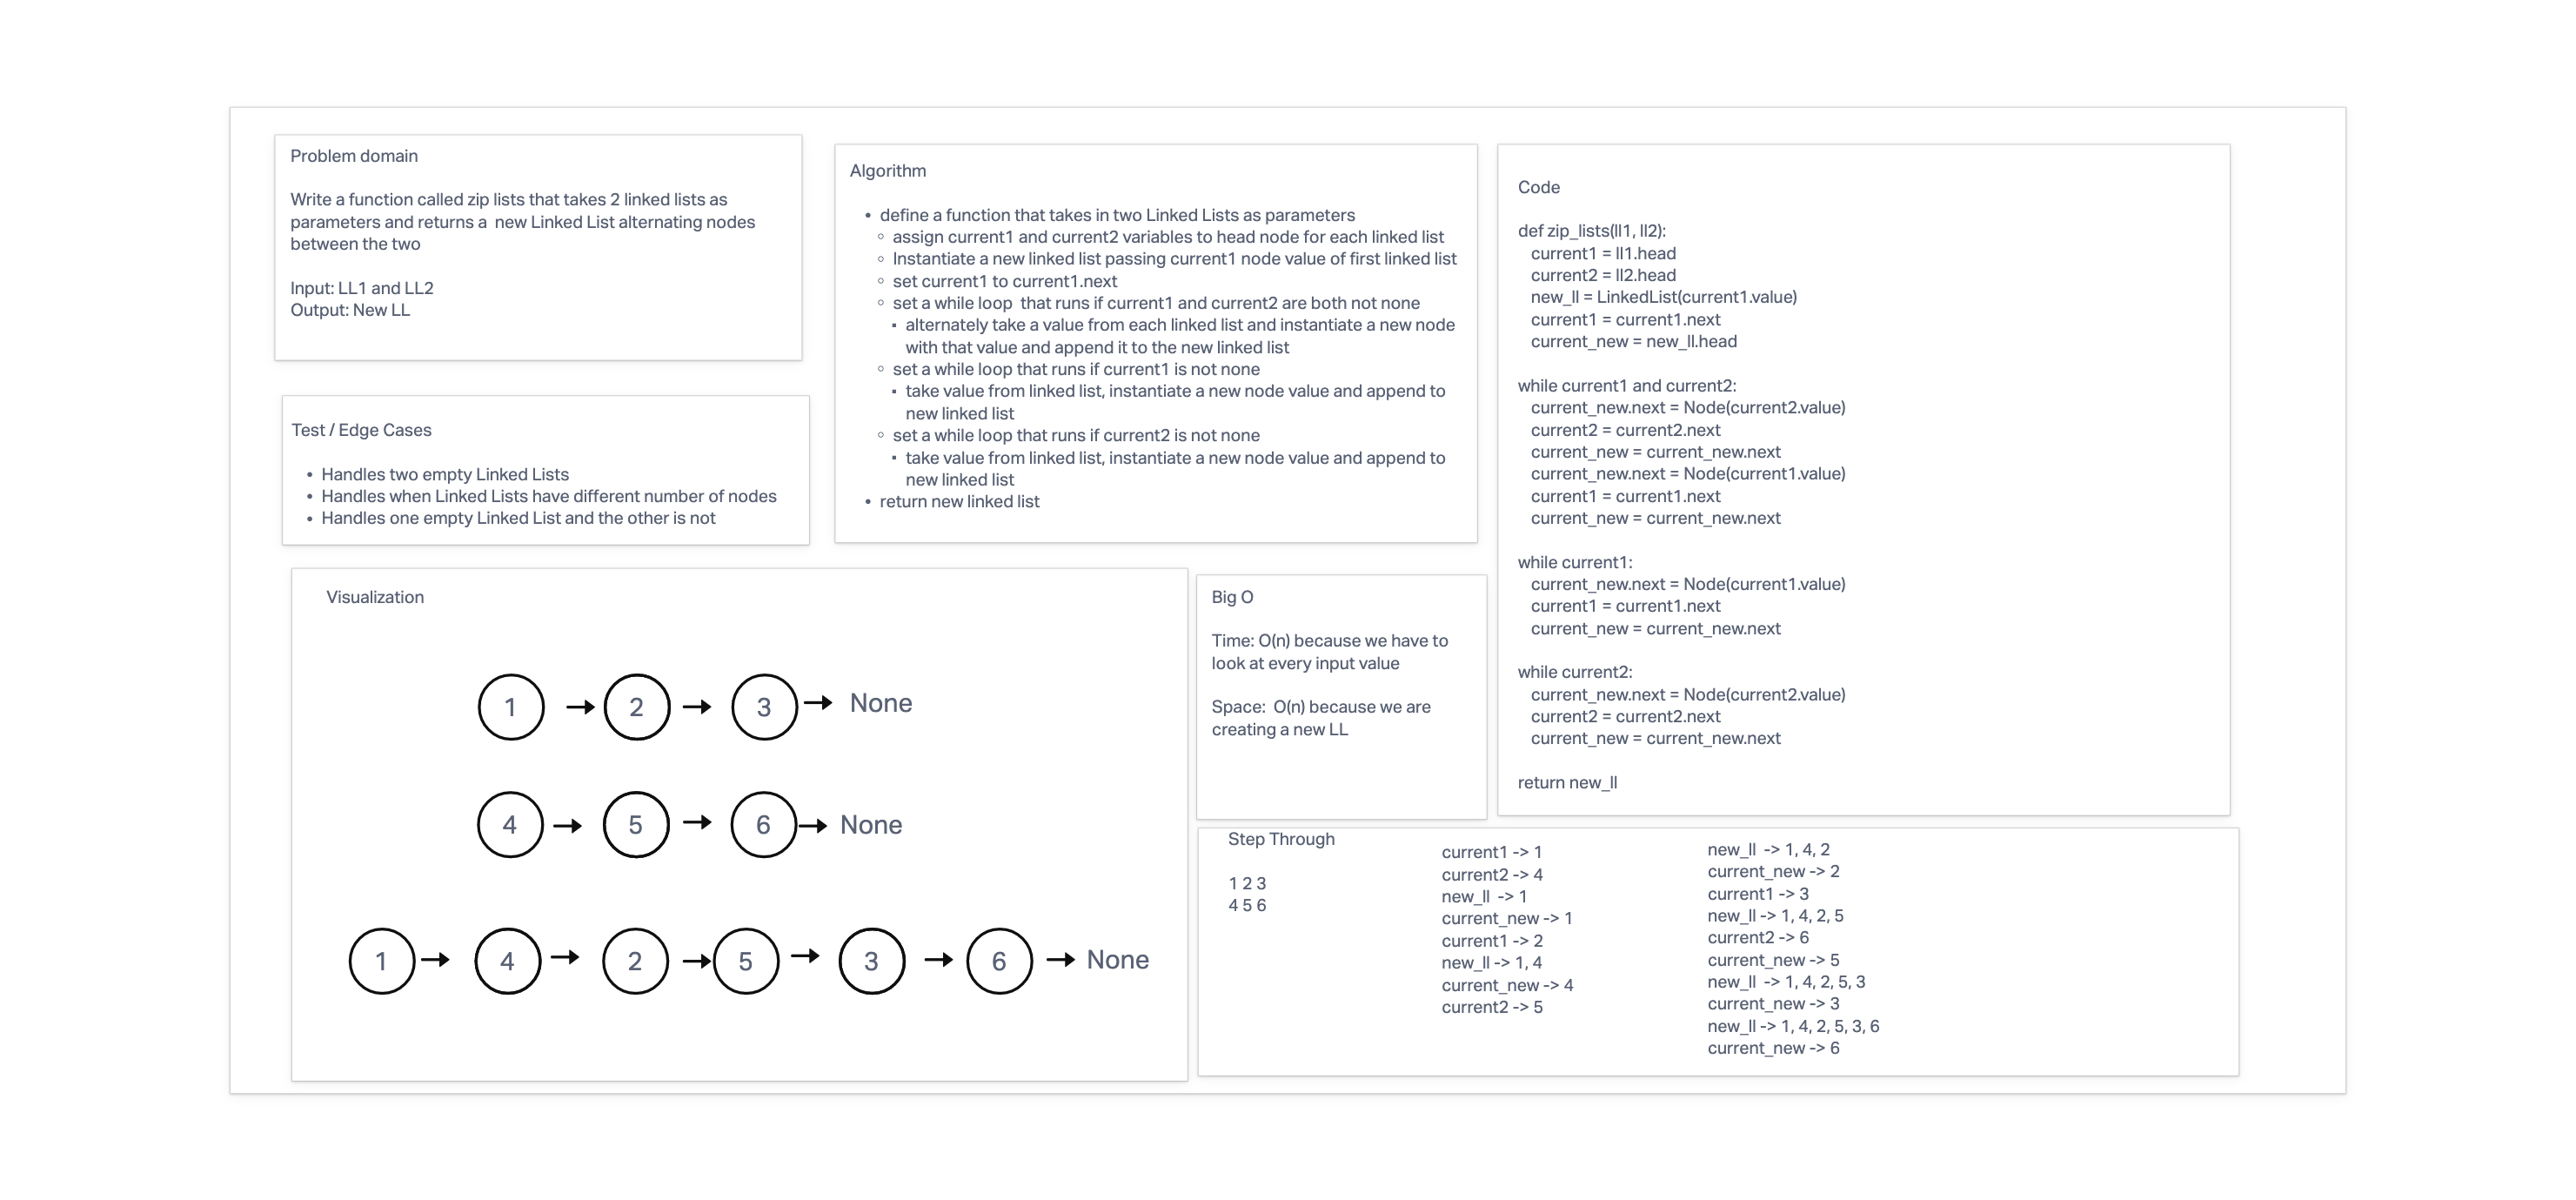 Problem domain
Write a function called zip lists that takes 2 linked lists as
parameters and returns a  new Linked List alternating nodes
between the two
Input: LL1 and LL2
Output: New LL
Test / Edge Cases
• Handles two empty Linked Lists
• Handles when Linked Lists have different number of nodes
• Handles one empty Linked List and the other is not
Algorithm
• define a function that takes in two Linked Lists as parameters
◦ assign current1 and current2 variables to head node for each linked list
◦ Instantiate a new linked list passing current1 node value of first linked list
◦ set current1 to current1.next
◦ set a while loop  that runs if current1 and current2 are both not none
▪ alternately take a value from each linked list and instantiate a new node
with that value and append it to the new linked list
◦ set a while loop that runs if current1 is not none
▪ take value from linked list, instantiate a new node value and append to
new linked list
◦ set a while loop that runs if current2 is not none
▪ take value from linked list, instantiate a new node value and append to
new linked list
• return new linked list
Code
def zip_lists(ll1, ll2):
current1 = ll1.head
current2 = ll2.head
new_ll = LinkedList(current1.value)
current1 = current1.next
current_new = new_ll.head
while current1 and current2:
current_new.next = Node(current2.value)
current2 = current2.next
current_new = current_new.next
current_new.next = Node(current1.value)
current1 = current1.next
current_new = current_new.next
while current1:
current_new.next = Node(current1.value)
current1 = current1.next
current_new = current_new.next
while current2:
current_new.next = Node(current2.value)
current2 = current2.next
current_new = current_new.next
return new_ll
Visualization
1 2 3 None
4 5 6 None
1 4 2 5 3 6 None
Big O
Time: O(n) because we have to
look at every input value
Space:  O(n) because we are
creating a new LL
Step Through
1 2 3
4 5 6
current1 -> 1
current2 -> 4
new_ll  -> 1
current_new -> 1
current1 -> 2
new_ll -> 1, 4
current_new -> 4
current2 -> 5
new_ll  -> 1, 4, 2
current_new -> 2
current1 -> 3
new_ll -> 1, 4, 2, 5
current2 -> 6
current_new -> 5
new_ll  -> 1, 4, 2, 5, 3
current_new -> 3
new_ll -> 1, 4, 2, 5, 3, 6
current_new -> 6